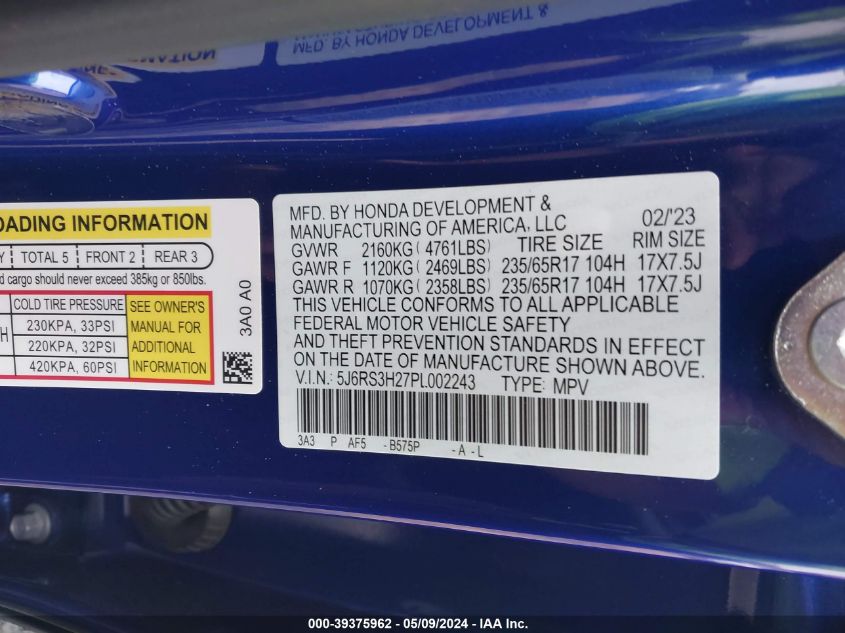 MFD. BY HONDA DEVELOPMENT &
OADING INFORMATION
Y TOTAL 5 FRONT 2 REAR 3
d cargo should never exceed 385kg or 850lbs.
COLD TIRE PRESSURE
H 230KPA, 33PSI
220KPA, 32PSI
420KPA, 60PSI
SEE OWNER'S
MANUAL FOR
ADDITIONAL
INFORMATION
3A0 A0
MFD. BY HONDA DEVELOPMENT &
MANUFACTURING OF AMERICA, LLC 02/'23
GVWR 2160KG ( 4761LBS) TIRE SIZE RIM SIZE
GAWR F 1120KG ( 2469LBS) 235/65R17 104H 17X7.5J
GAWR R 1070KG ( 2358LBS) 235/65R17 104H 17X7.5J
THIS VEHICLE CONFORMS TO ALL APPLICABLE
FEDERAL MOTOR VEHICLE SAFETY
AND THEFT PREVENTION STANDARDS IN EFFECT
ON THE DATE OF MANUFACTURE SHOWN ABOVE.
V.I.N.: 5J6RS3H27PL002243 TYPE: MPV
3A3 P AF5 - B575P - A - L
000-39375962 - 05/09/2024 - IAA Inc.